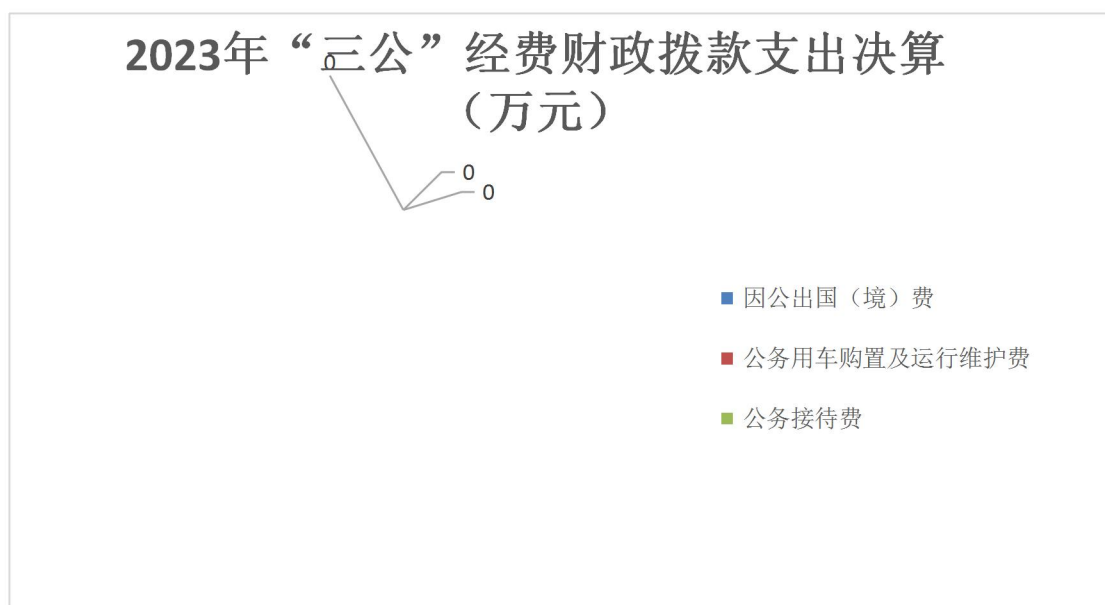 2023年“三公”经费财政拨款支出决算
（万元）
0
0
0
因公出国（境）费
公务用车购置及运行维护费
公务接待费